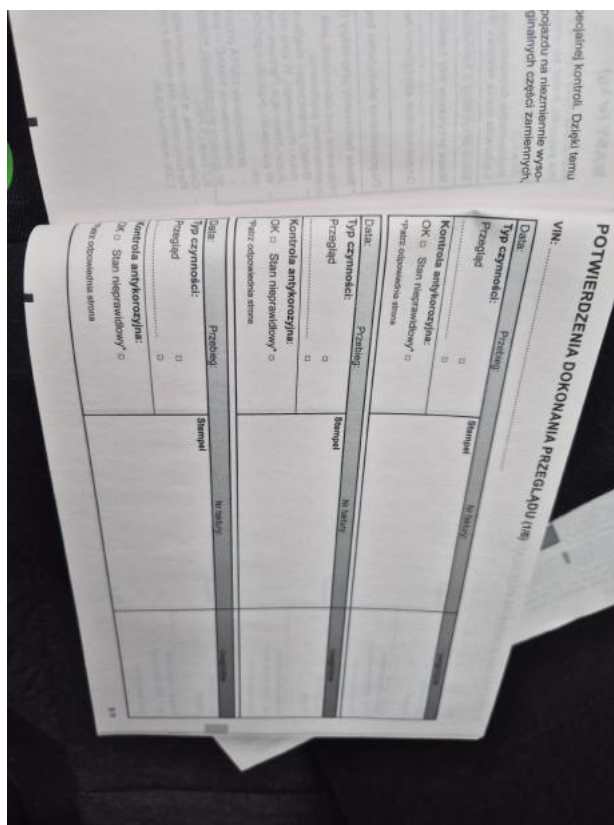 pecjalnej kontroli. Dzięki temu
pojazdu na niezmiennie wyso-
ginalnych części zamiennych,
POTWIERDZENIA DOKONANIA PRZEGLĄDU (1/6)
VIN:
Data: Przebieg: Nr faktury:
Typ czynności: Stempel
Przegląd
Kontrola antykorozyjna:
OK □ Stan nieprawidłowy* □
*Patrz odpowiednia strona
Data: Przebieg: Nr faktury:
Typ czynności: Stempel
Przegląd
Kontrola antykorozyjna:
OK □ Stan nieprawidłowy* □
*Patrz odpowiednia strona
Data: Przebieg: Nr faktury:
Typ czynności: Stempel
Przegląd
Kontrola antykorozyjna:
OK □ Stan nieprawidłowy* □
*Patrz odpowiednia strona